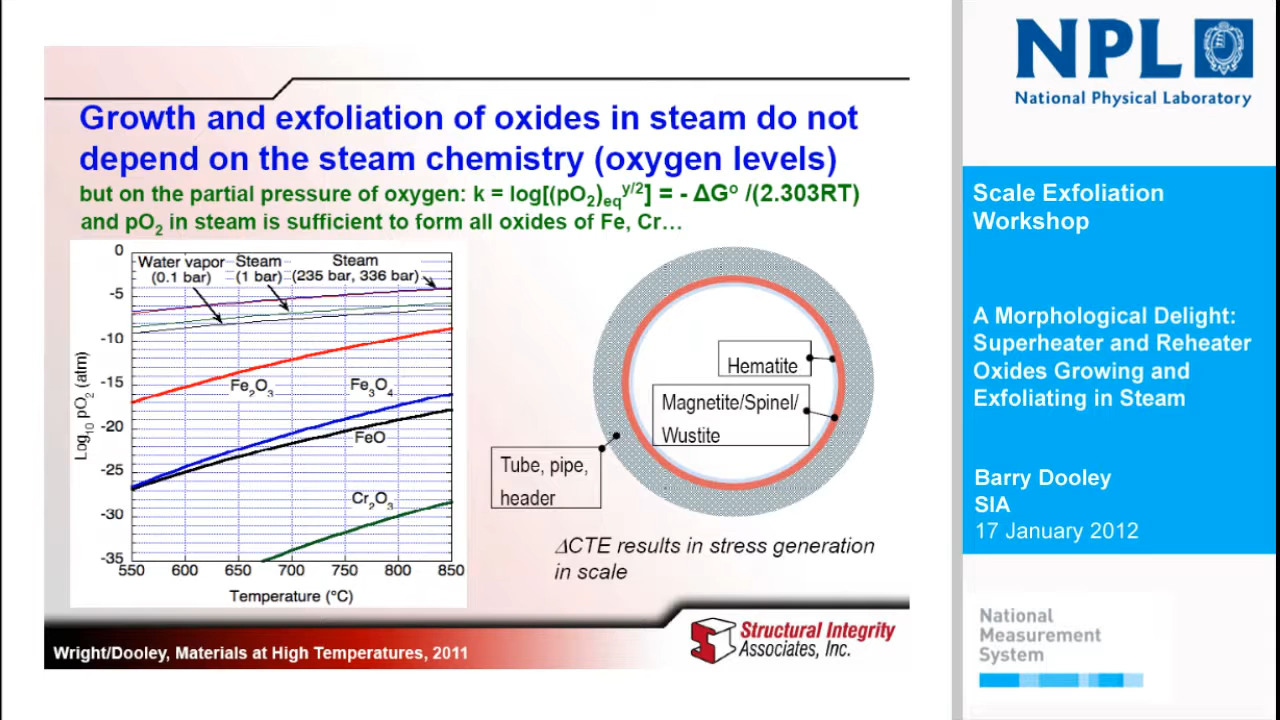 Growth and exfoliation of oxides in steam do not
depend on the steam chemistry (oxygen levels)
but on the partial pressure of oxygen: k = log[(pO₂)eq^y/2] = - ΔGº /(2.303RT)
and pO₂ in steam is sufficient to form all oxides of Fe, Cr…
Log₁₀ pO₂ (atm)
0
-5
-10
-15
-20
-25
-30
-35
Water vapor
(0.1 bar)
Steam
(1 bar)
Steam
(235 bar, 336 bar)
Fe₂O₃
Fe₃O₄
FeO
Cr₂O₃
550 600 650 700 750 800 850
Temperature (°C)
Hematite
Magnetite/Spinel/
Wustite
Tube, pipe,
header
ΔCTE results in stress generation
in scale
Wright/Dooley, Materials at High Temperatures, 2011
Structural Integrity
Associates, Inc.
NPL
National Physical Laboratory
Scale Exfoliation
Workshop
A Morphological Delight:
Superheater and Reheater
Oxides Growing and
Exfoliating in Steam
Barry Dooley
SIA
17 January 2012
National
Measurement
System